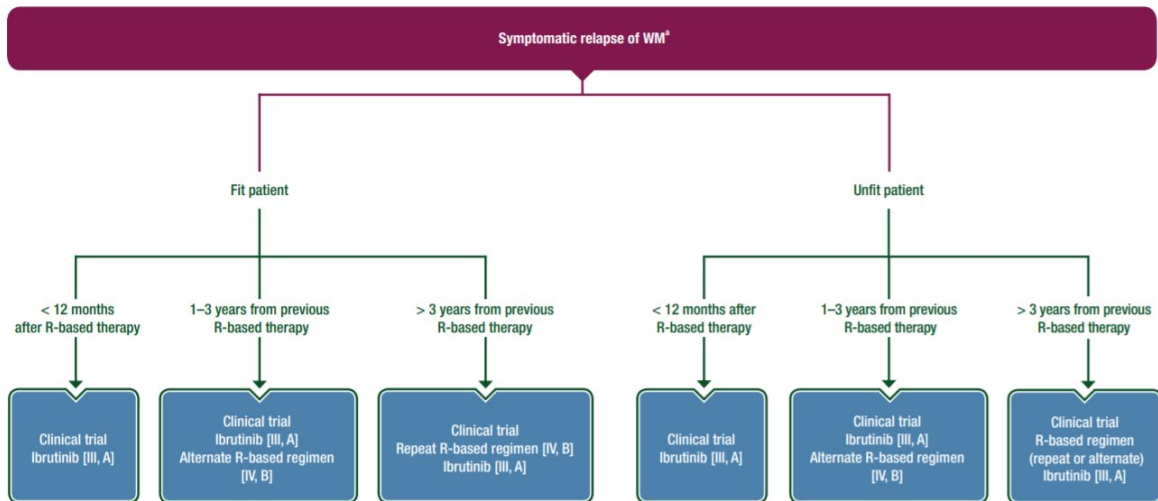 Symptomatic relapse of WMa
Fit patient
Unfit patient
< 12 months
after R-based therapy
1–3 years from previous
R-based therapy
> 3 years from previous
R-based therapy
< 12 months after
R-based therapy
1–3 years from previous
R-based therapy
> 3 years from previous
R-based therapy
Clinical trial
Ibrutinib [III, A]
Clinical trial
Ibrutinib [III, A]
Alternate R-based regimen
[IV, B]
Clinical trial
Repeat R-based regimen [IV, B]
Ibrutinib [III, A]
Clinical trial
Ibrutinib [III, A]
Clinical trial
Ibrutinib [III, A]
Alternate R-based regimen
[IV, B]
Clinical trial
R-based regimen
(repeat or alternate)
Ibrutinib [III, A]